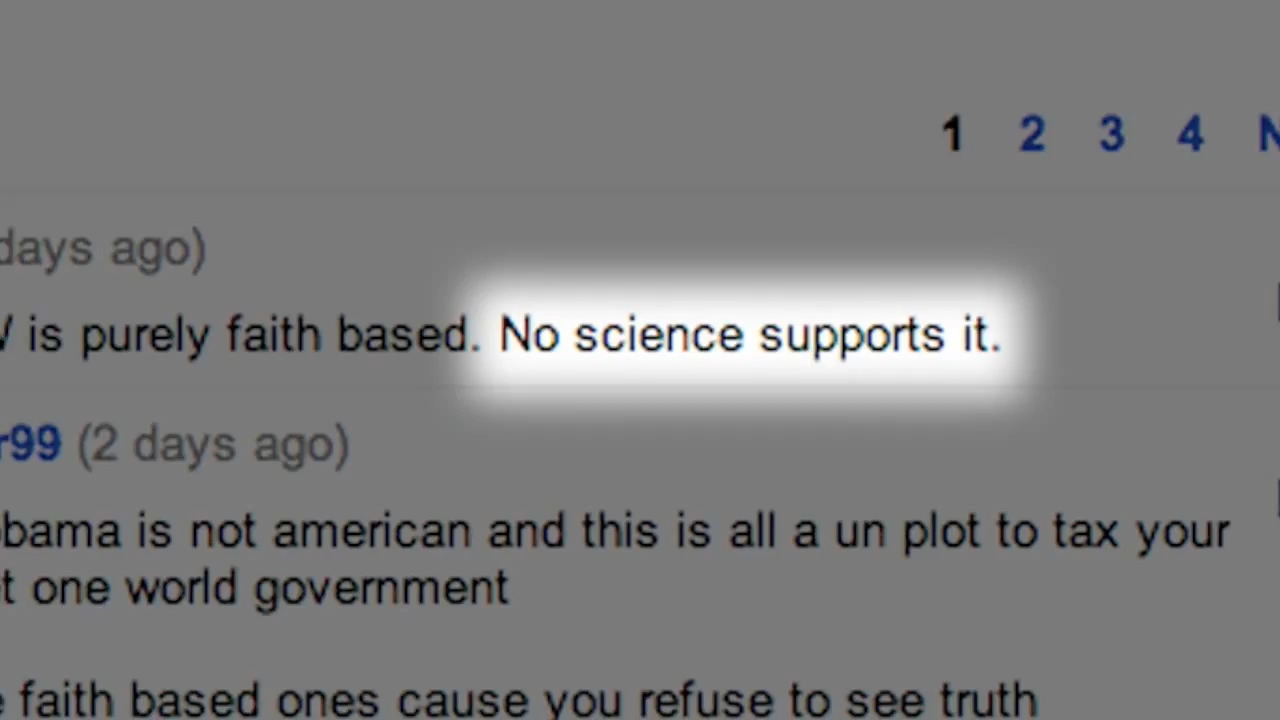 1 2 3 4
days ago)
is purely faith based. No science supports it.
r99 (2 days ago)
bama is not american and this is all a un plot to tax your
t one world government
faith based ones cause you refuse to see truth